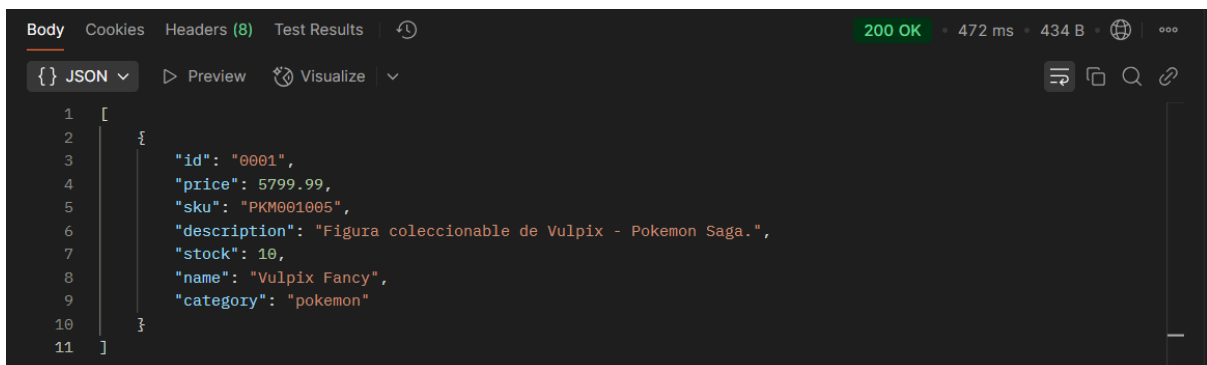 Body Cookies Headers (8) Test Results 200 OK • 472 ms • 434 B •
{} JSON Preview Visualize
1 [
2 {
3 "id": "0001",
4 "price": 5799.99,
5 "sku": "PKM001005",
6 "description": "Figura coleccionable de Vulpix - Pokemon Saga.",
7 "stock": 10,
8 "name": "Vulpix Fancy",
9 "category": "pokemon"
10 }
11 ]